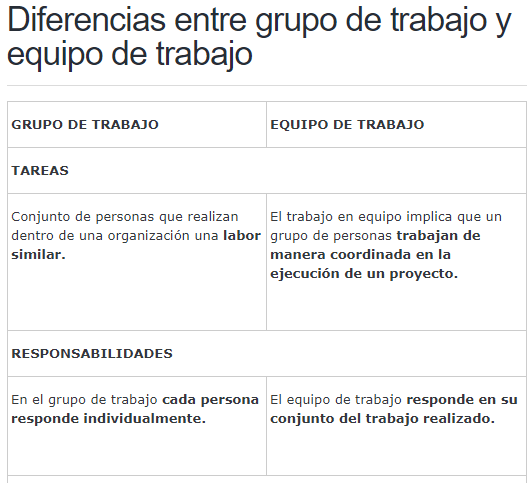 Diferencias entre grupo de trabajo y
equipo de trabajo
GRUPO DE TRABAJO
EQUIPO DE TRABAJO
TAREAS
Conjunto de personas que realizan
dentro de una organización una labor
similar.
El trabajo en equipo implica que un
grupo de personas trabajan de
manera coordinada en la
ejecución de un proyecto.
RESPONSABILIDADES
En el grupo de trabajo cada persona
responde individualmente.
El equipo de trabajo responde en su
conjunto del trabajo realizado.